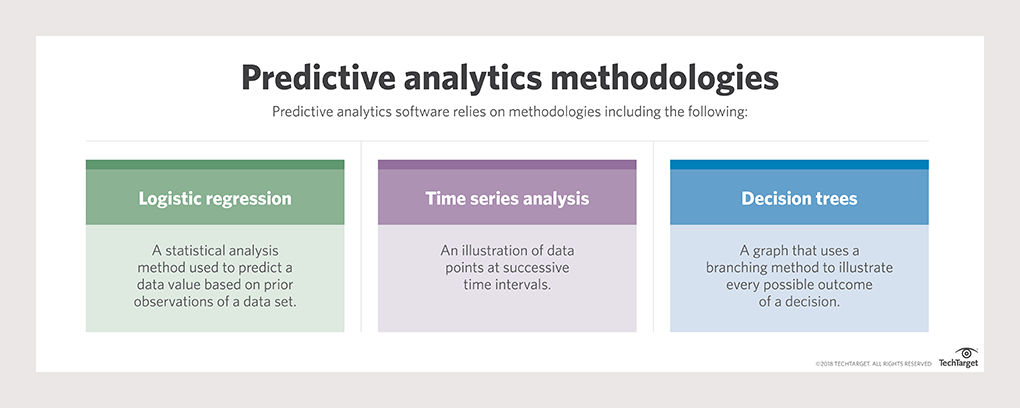 Predictive analytics methodologies
Predictive analytics software relies on methodologies including the following:
Logistic regression
A statistical analysis
method used to predict a
data value based on prior
observations of a data set.
Time series analysis
An illustration of data
points at successive
time intervals.
Decision trees
A graph that uses a
branching method to illustrate
every possible outcome
of a decision.
©2018 TECHTARGET. ALL RIGHTS RESERVED
TechTarget